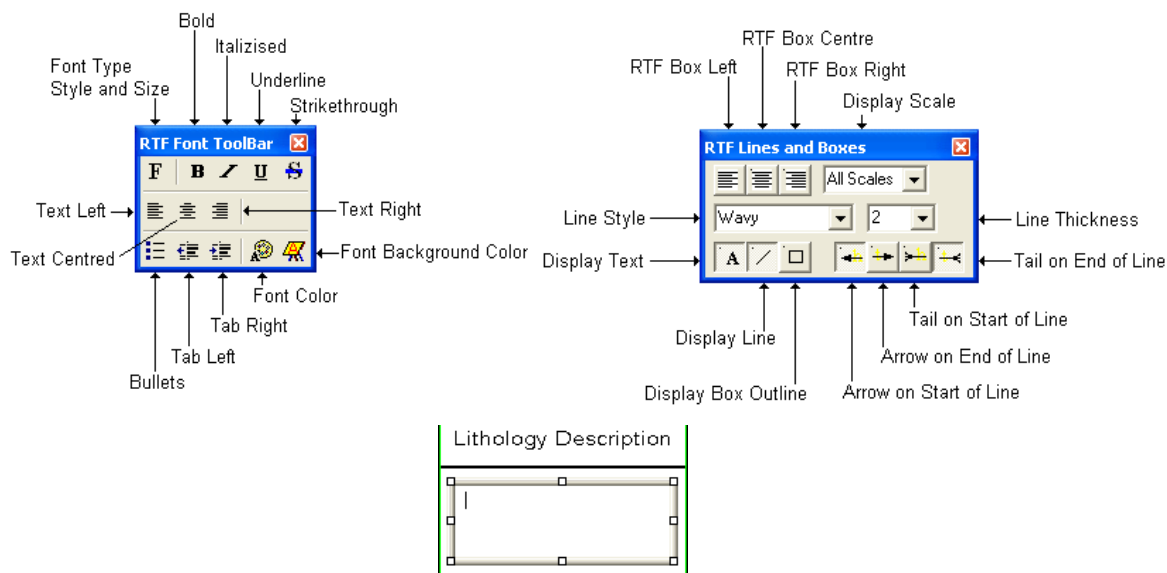 Bold
Italizised
Font Type
Style and Size
Underline
Strikethrough
RTF Font ToolBar
F B I U S
Text Left
Text Right
Text Centred
Font Background Color
A
Font Color
Tab Right
Tab Left
Bullets
RTF Box Centre
RTF Box Left
RTF Box Right
Display Scale
RTF Lines and Boxes
All Scales
Line Style
Wavy
2
Line Thickness
Display Text
A
Tail on End of Line
Tail on Start of Line
Display Line
Arrow on End of Line
Display Box Outline
Arrow on Start of Line
Lithology Description